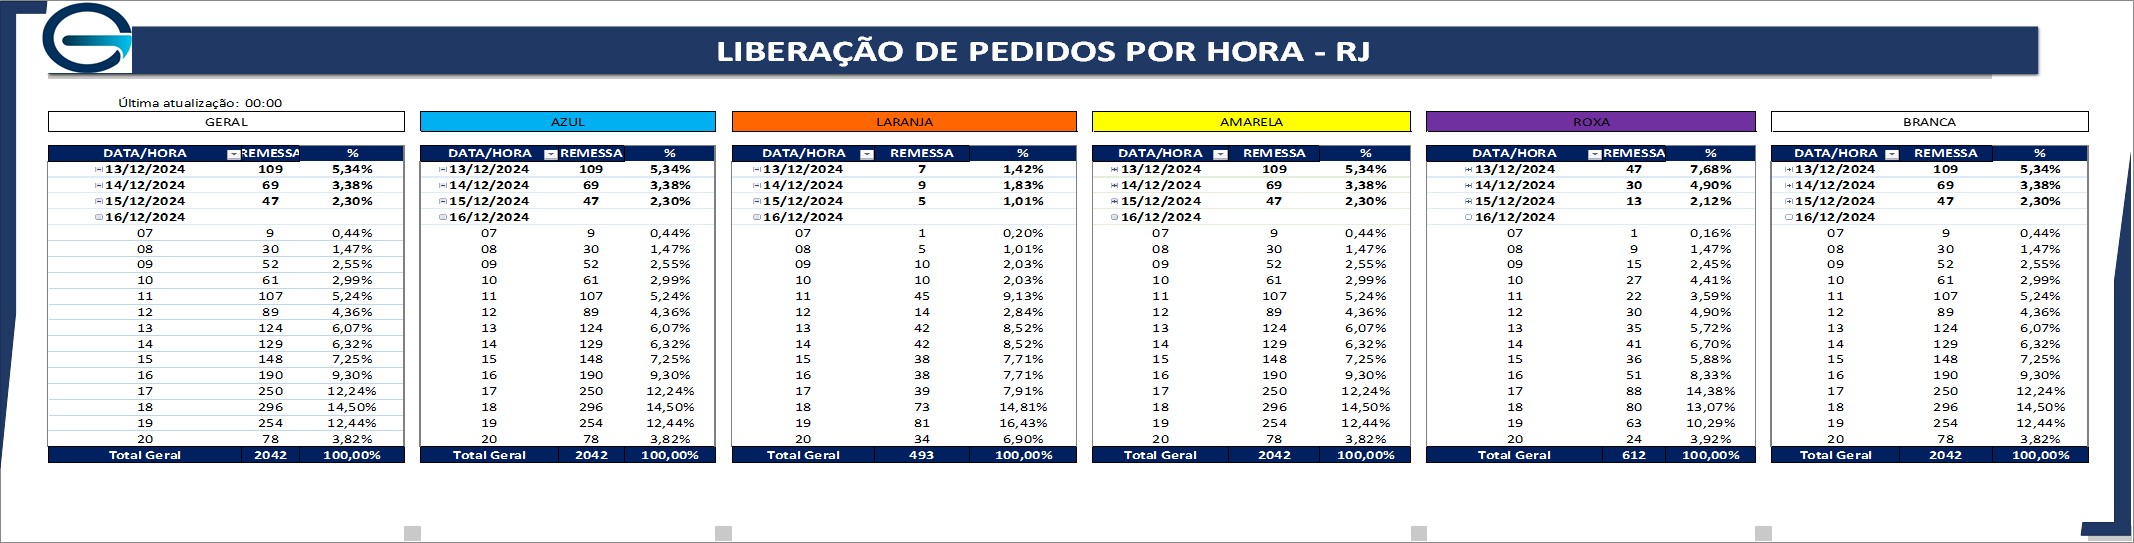 LIBERAÇÃO DE PEDIDOS POR HORA - RJ
Última atualização: 00:00
GERAL AZUL LARANJA AMARELA ROXA BRANCA
DATA/HORA REMESSA % DATA/HORA REMESSA % DATA/HORA REMESSA % DATA/HORA REMESSA % DATA/HORA REMESSA % DATA/HORA REMESSA %
13/12/2024 109 5,34% 13/12/2024 109 5,34% 13/12/2024 7 1,42% 13/12/2024 109 5,34% 13/12/2024 47 7,68% 13/12/2024 109 5,34%
14/12/2024 69 3,38% 14/12/2024 69 3,38% 14/12/2024 9 1,83% 14/12/2024 69 3,38% 14/12/2024 30 4,90% 14/12/2024 69 3,38%
15/12/2024 47 2,30% 15/12/2024 47 2,30% 15/12/2024 5 1,01% 15/12/2024 47 2,30% 15/12/2024 13 2,12% 15/12/2024 47 2,30%
16/12/2024 16/12/2024 16/12/2024 16/12/2024 16/12/2024 16/12/2024
07 9 0,44% 07 9 0,44% 07 1 0,20% 07 9 0,44% 07 1 0,16% 07 9 0,44%
08 30 1,47% 08 30 1,47% 08 5 1,01% 08 30 1,47% 08 9 1,47% 08 30 1,47%
09 52 2,55% 09 52 2,55% 09 10 2,03% 09 52 2,55% 09 15 2,45% 09 52 2,55%
10 61 2,99% 10 61 2,99% 10 10 2,03% 10 61 2,99% 10 27 4,41% 10 61 2,99%
11 107 5,24% 11 107 5,24% 11 45 9,13% 11 107 5,24% 11 22 3,59% 11 107 5,24%
12 89 4,36% 12 89 4,36% 12 14 2,84% 12 89 4,36% 12 30 4,90% 12 89 4,36%
13 124 6,07% 13 124 6,07% 13 42 8,52% 13 124 6,07% 13 35 5,72% 13 124 6,07%
14 129 6,32% 14 129 6,32% 14 42 8,52% 14 129 6,32% 14 41 6,70% 14 129 6,32%
15 148 7,25% 15 148 7,25% 15 38 7,71% 15 148 7,25% 15 36 5,88% 15 148 7,25%
16 190 9,30% 16 190 9,30% 16 38 7,71% 16 190 9,30% 16 51 8,33% 16 190 9,30%
17 250 12,24% 17 250 12,24% 17 39 7,91% 17 250 12,24% 17 88 14,38% 17 250 12,24%
18 296 14,50% 18 296 14,50% 18 73 14,81% 18 296 14,50% 18 80 13,07% 18 296 14,50%
19 254 12,44% 19 254 12,44% 19 81 16,43% 19 254 12,44% 19 63 10,29% 19 254 12,44%
20 78 3,82% 20 78 3,82% 20 34 6,90% 20 78 3,82% 20 24 3,92% 20 78 3,82%
Total Geral 2042 100,00% Total Geral 2042 100,00% Total Geral 493 100,00% Total Geral 2042 100,00% Total Geral 612 100,00% Total Geral 2042 100,00%